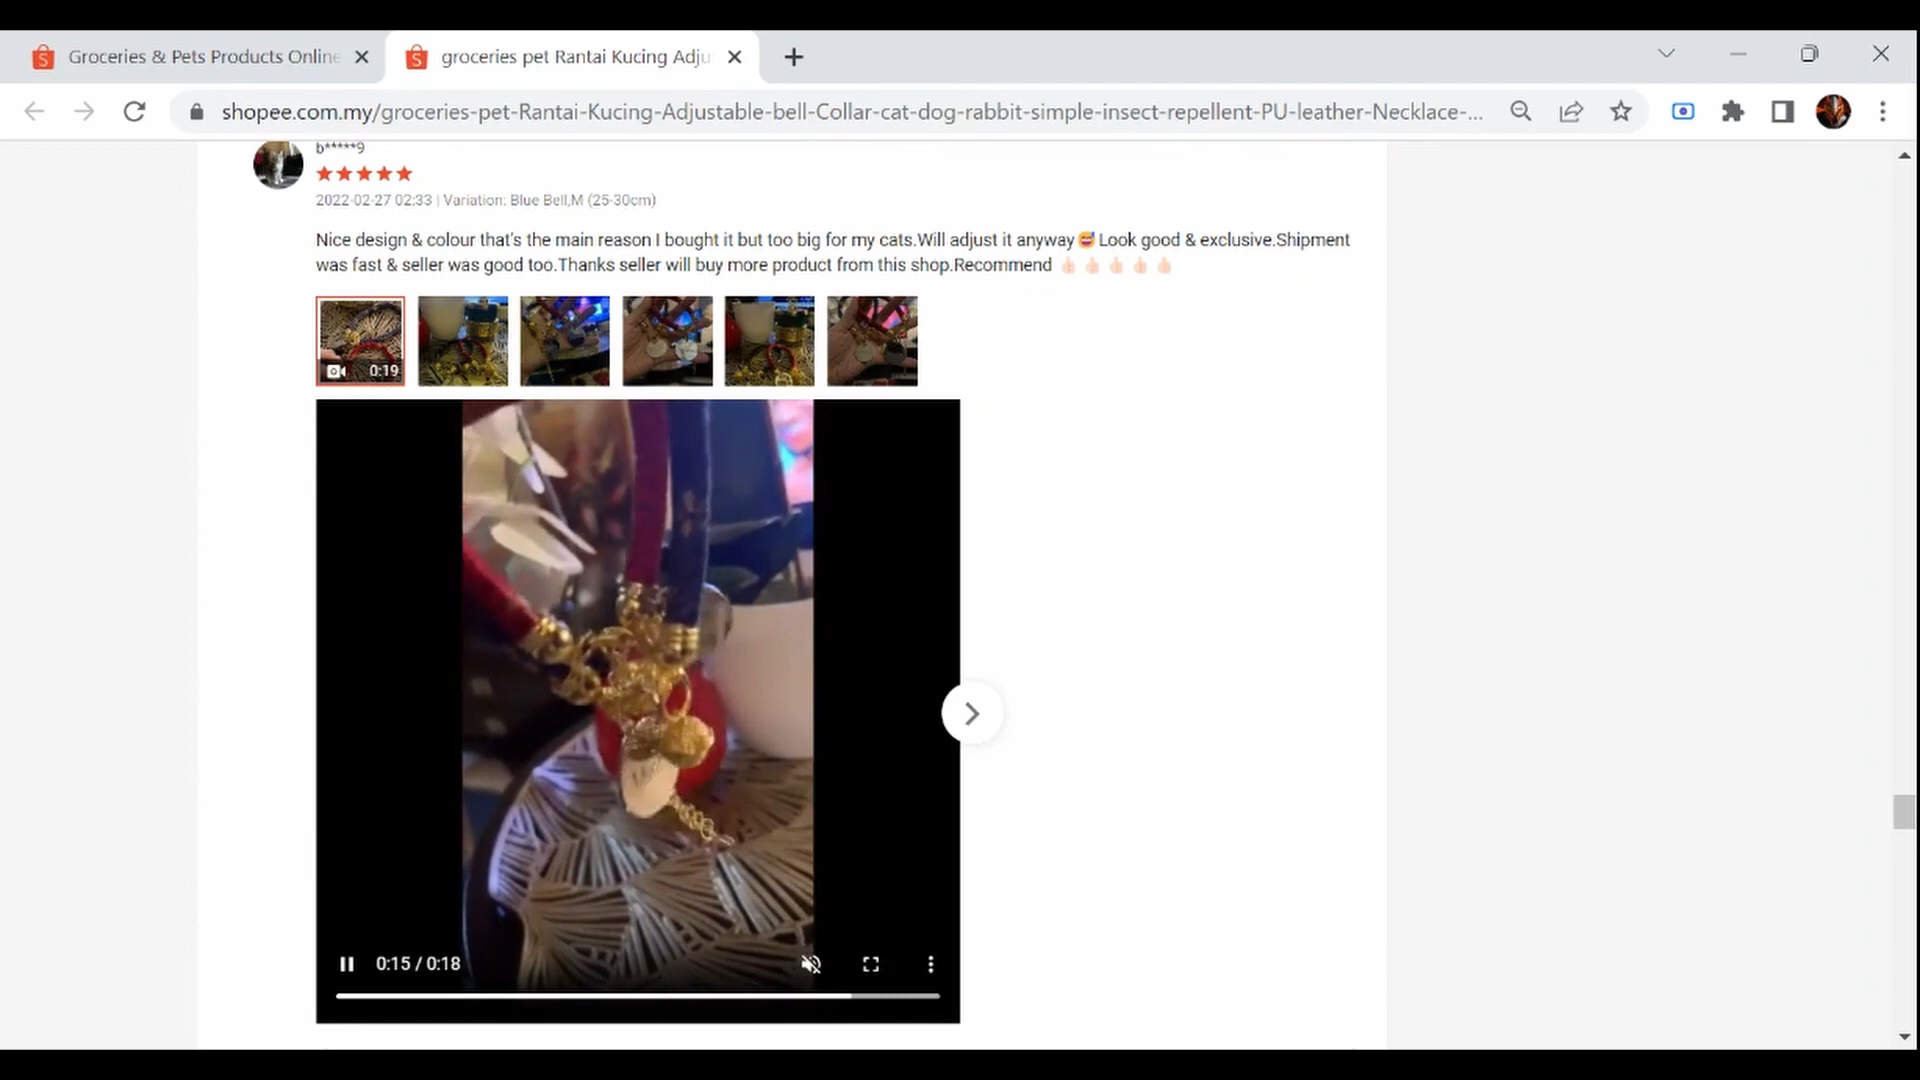 Groceries & Pets Products Online
groceries pet Rantai Kucing Adju
shopee.com.my/groceries-pet-Rantai-Kucing-Adjustable-bell-Collar-cat-dog-rabbit-simple-insect-repellent-PU-leather-Necklace-...
b*****9
2022-02-27 02:33 | Variation: Blue Bell,M (25-30cm)
Nice design & colour that's the main reason I bought it but too big for my cats.Will adjust it anyway😅Look good & exclusive.Shipment
was fast & seller was good too.Thanks seller will buy more product from this shop.Recommend 👍🏻👍🏻👍🏻👍🏻👍🏻
0:19
0:15 / 0:18